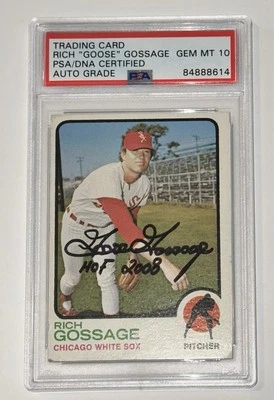 TRADING CARD
RICH "GOOSE" GOSSAGE GEM MT 10
PSA/DNA CERTIFIED
AUTO GRADE PSA 84888614
Goose Gossage
HOF 2008
RICH
GOSSAGE
CHICAGO WHITE SOX
PITCHER